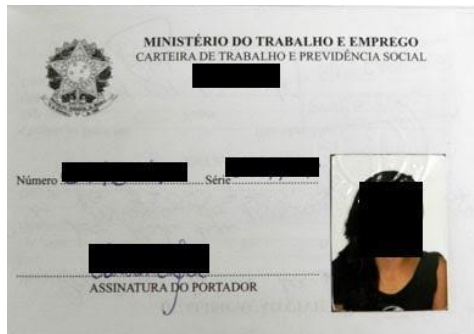 MINISTÉRIO DO TRABALHO E EMPREGO
CARTEIRA DE TRABALHO E PREVIDÊNCIA SOCIAL
Número Série
ASSINATURA DO PORTADOR